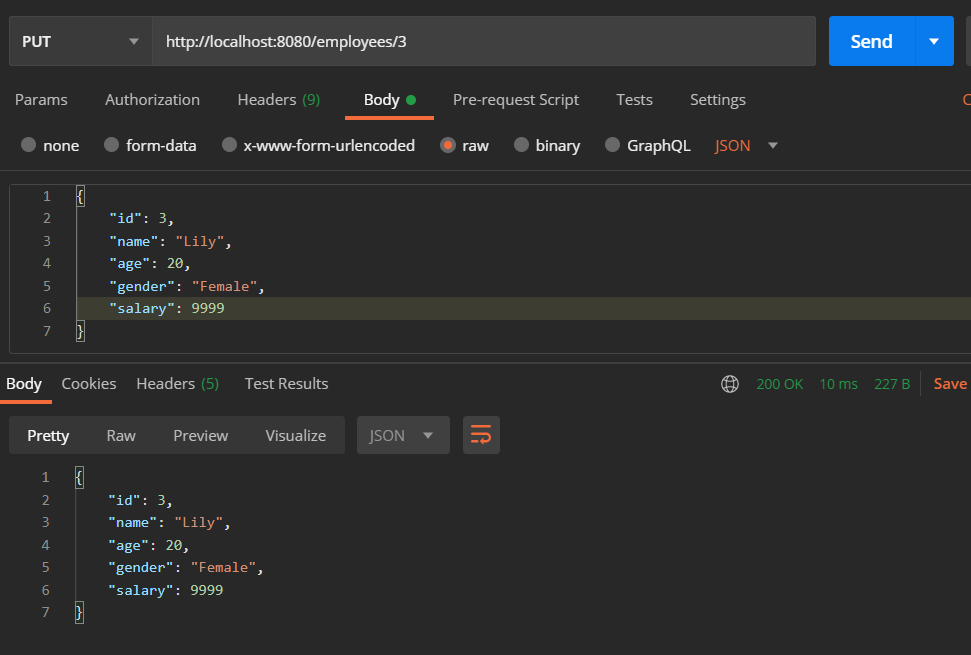 PUT http://localhost:8080/employees/3 Send
Params Authorization Headers (9) Body Pre-request Script Tests Settings
none form-data x-www-form-urlencoded raw binary GraphQL JSON
1 {
2 "id": 3,
3 "name": "Lily",
4 "age": 20,
5 "gender": "Female",
6 "salary": 9999
7 }
Body Cookies Headers (5) Test Results 200 OK 10 ms 227 B Save
Pretty Raw Preview Visualize JSON
1 {
2 "id": 3,
3 "name": "Lily",
4 "age": 20,
5 "gender": "Female",
6 "salary": 9999
7 }